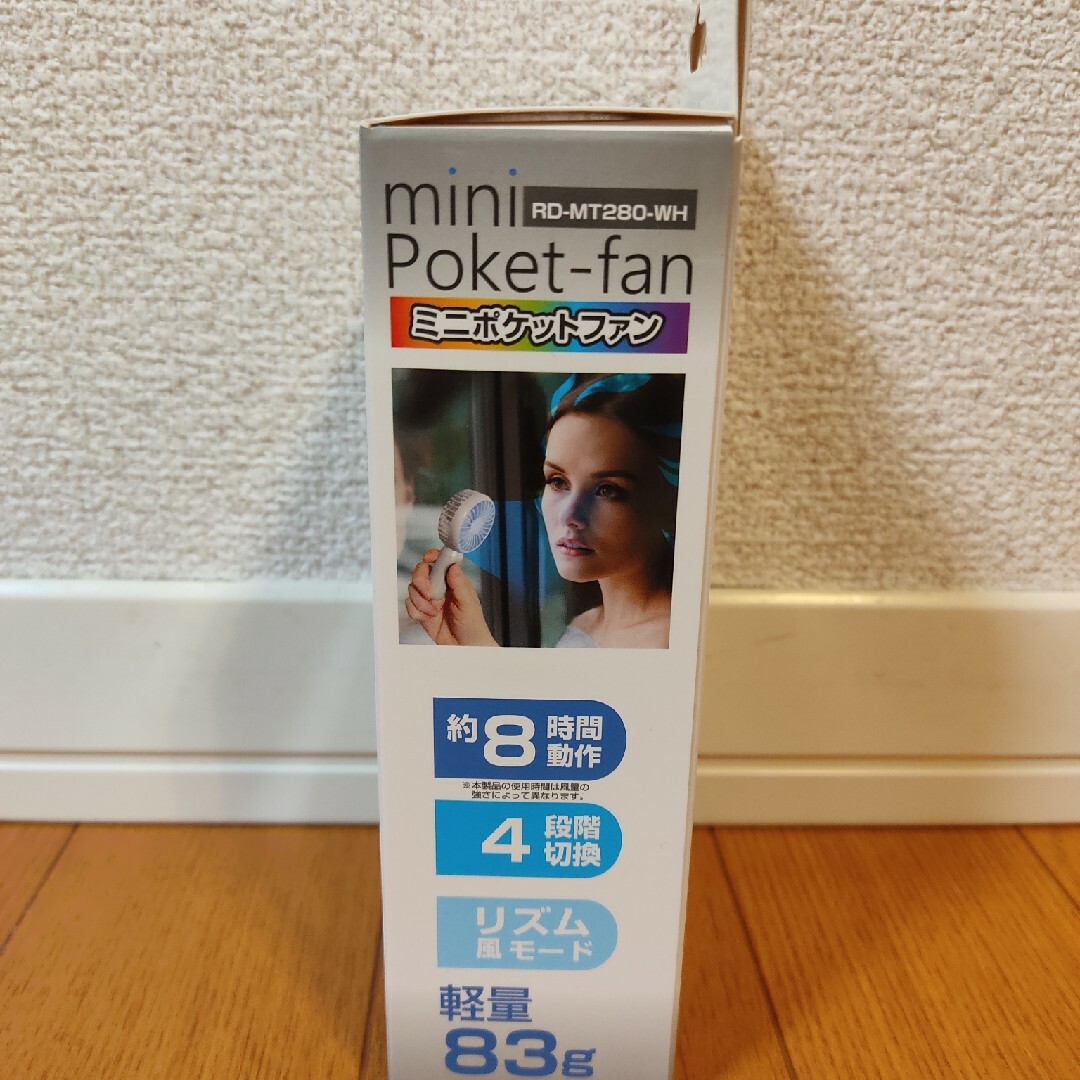 mini
RD-MT280-WH
Poket-fan
ミニポケットファン
約8時間
動作
※本製品の使用時間は風量の
強さによって異なります。
4段階
切換
リズム
風モード
軽量
83g